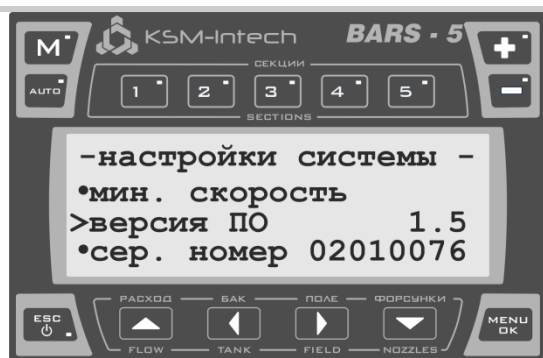 M
KSM-Intech
BARS - 5
+
AUTO
СЕКЦИИ
1 2 3 4 5
-
SECTIONS
-настройки системы -
•мин. скорость
>версия ПО 1.5
•сер. номер 02010076
ESC
РАСХОД БАК ПОЛЕ ФОРСУНКИ
MENU
OK
FLOW TANK FIELD NOZZLES